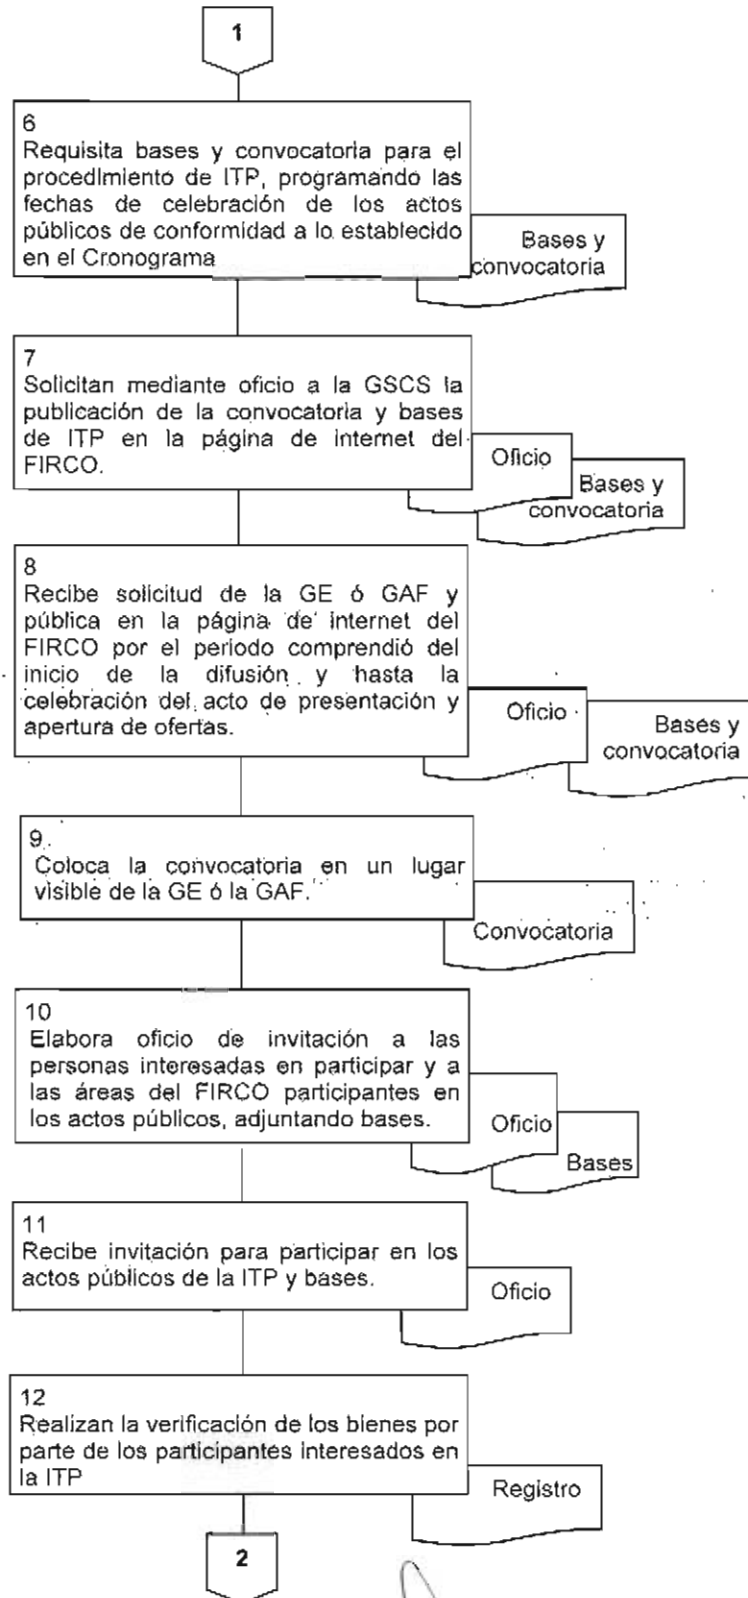 1
6
Requisita bases y convocatoria para el
procedimiento de ITP, programando las
fechas de celebración de los actos
públicos de conformidad a lo establecido
en el Cronograma
Bases y
convocatoria
7
Solicitan mediante oficio a la GSCS la
publicación de la convocatoria y bases
de ITP en la página de internet del
FIRCO.
Oficio
Bases y
convocatoria
8
Recibe solicitud de la GE ó GAF y
pública en la página de internet del
FIRCO por el periodo comprendió del
inicio de la difusión y hasta la
celebración del acto de presentación y
apertura de ofertas.
Oficio
Bases y
convocatoria
9
Coloca la convocatoria en un lugar
visible de la GE ó la GAF.
Convocatoria
10
Elabora oficio de invitación a las
personas interesadas en participar y a
las áreas del FIRCO participantes en
los actos públicos, adjuntando bases.
Oficio
Bases
11
Recibe invitación para participar en los
actos públicos de la ITP y bases.
Oficio
12
Realizan la verificación de los bienes por
parte de los participantes interesados en
la ITP
Registro
2